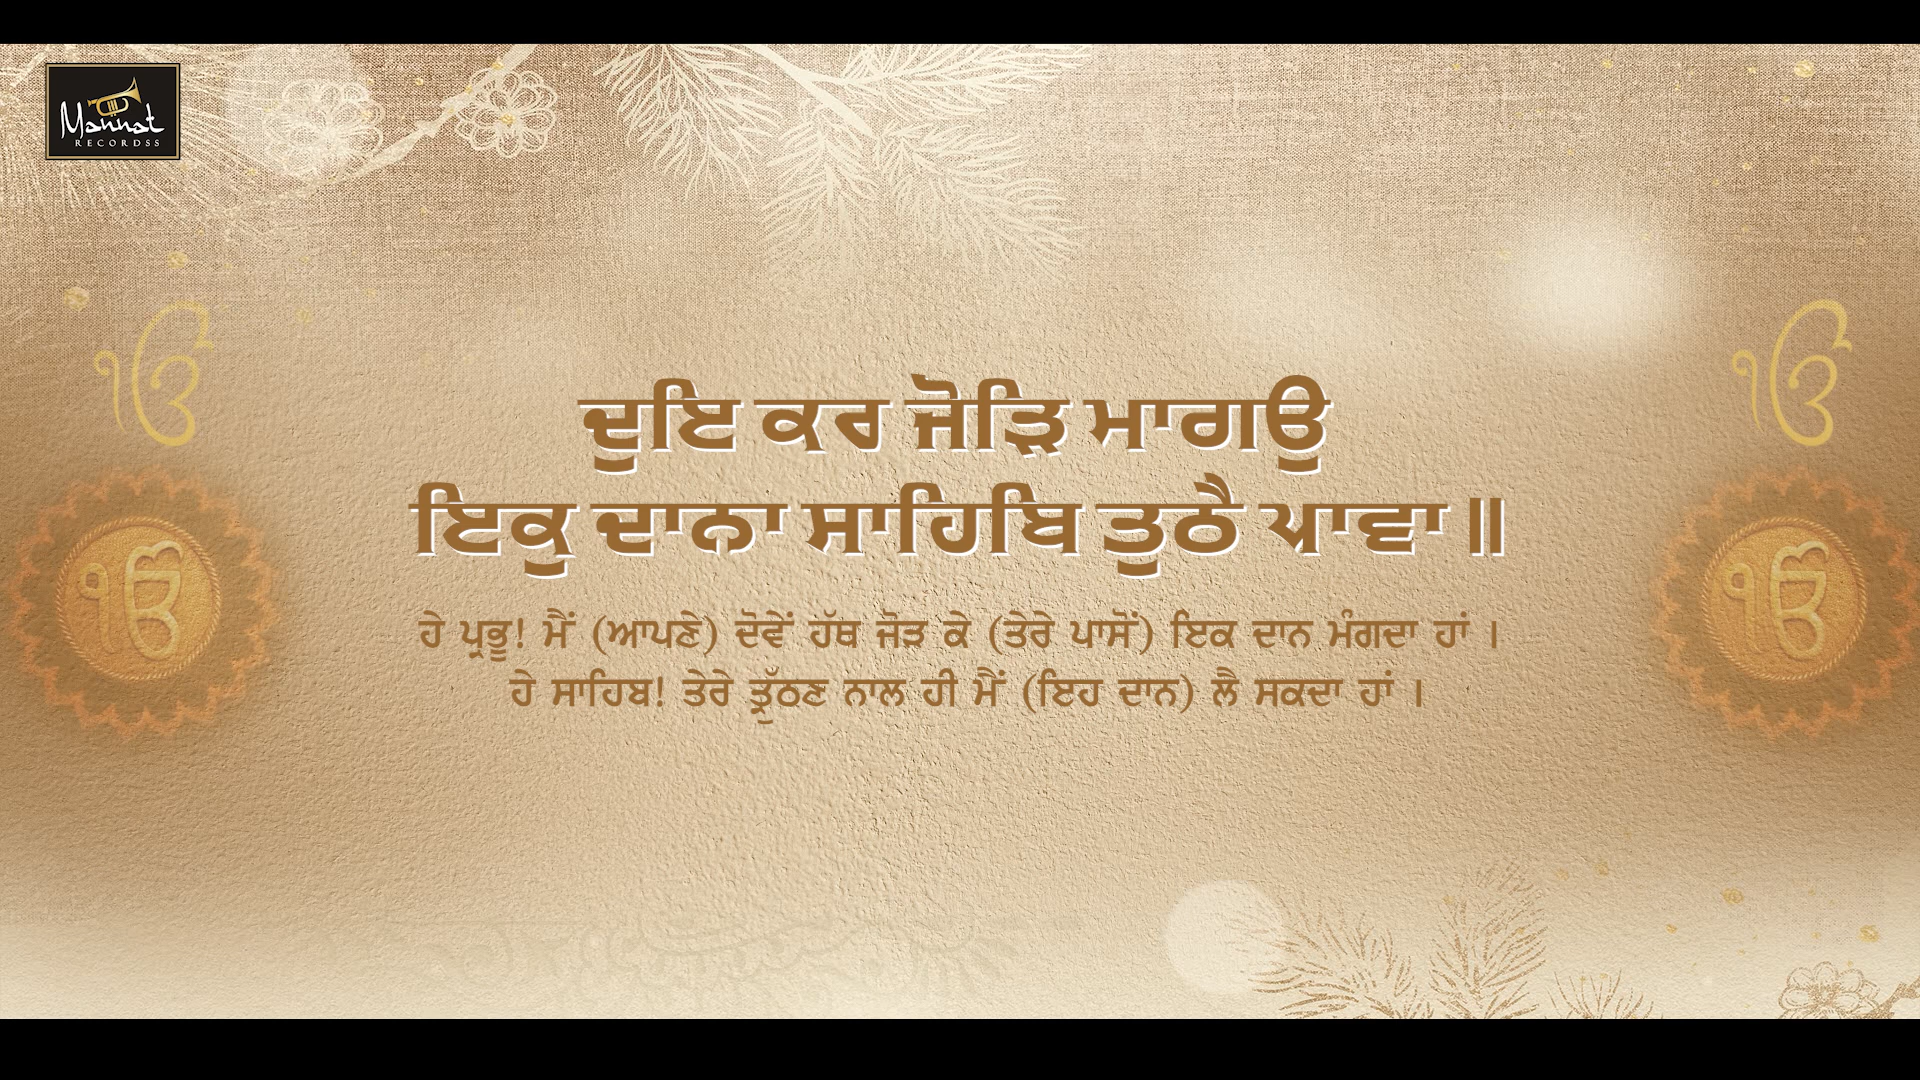 Mannat
RECORDSS
ਦੁਇ ਕਰ ਜੋੜਿ ਮਾਗਉ
ਇਕੁ ਦਾਨਾ ਸਾਹਿਬਿ ਤੁਠੈ ਪਾਵਾ ॥
ਹੇ ਪ੍ਰਭੂ! ਮੈਂ (ਆਪਣੇ) ਦੋਵੇਂ ਹੱਥ ਜੋੜ ਕੇ (ਤੇਰੇ ਪਾਸੋਂ) ਇਕ ਦਾਨ ਮੰਗਦਾ ਹਾਂ ।
ਹੇ ਸਾਹਿਬ! ਤੇਰੇ ਤ੍ਰੁੱਠਣ ਨਾਲ ਹੀ ਮੈਂ (ਇਹ ਦਾਨ) ਲੈ ਸਕਦਾ ਹਾਂ ।
ੴ
ੴ
ੴ
ੴ